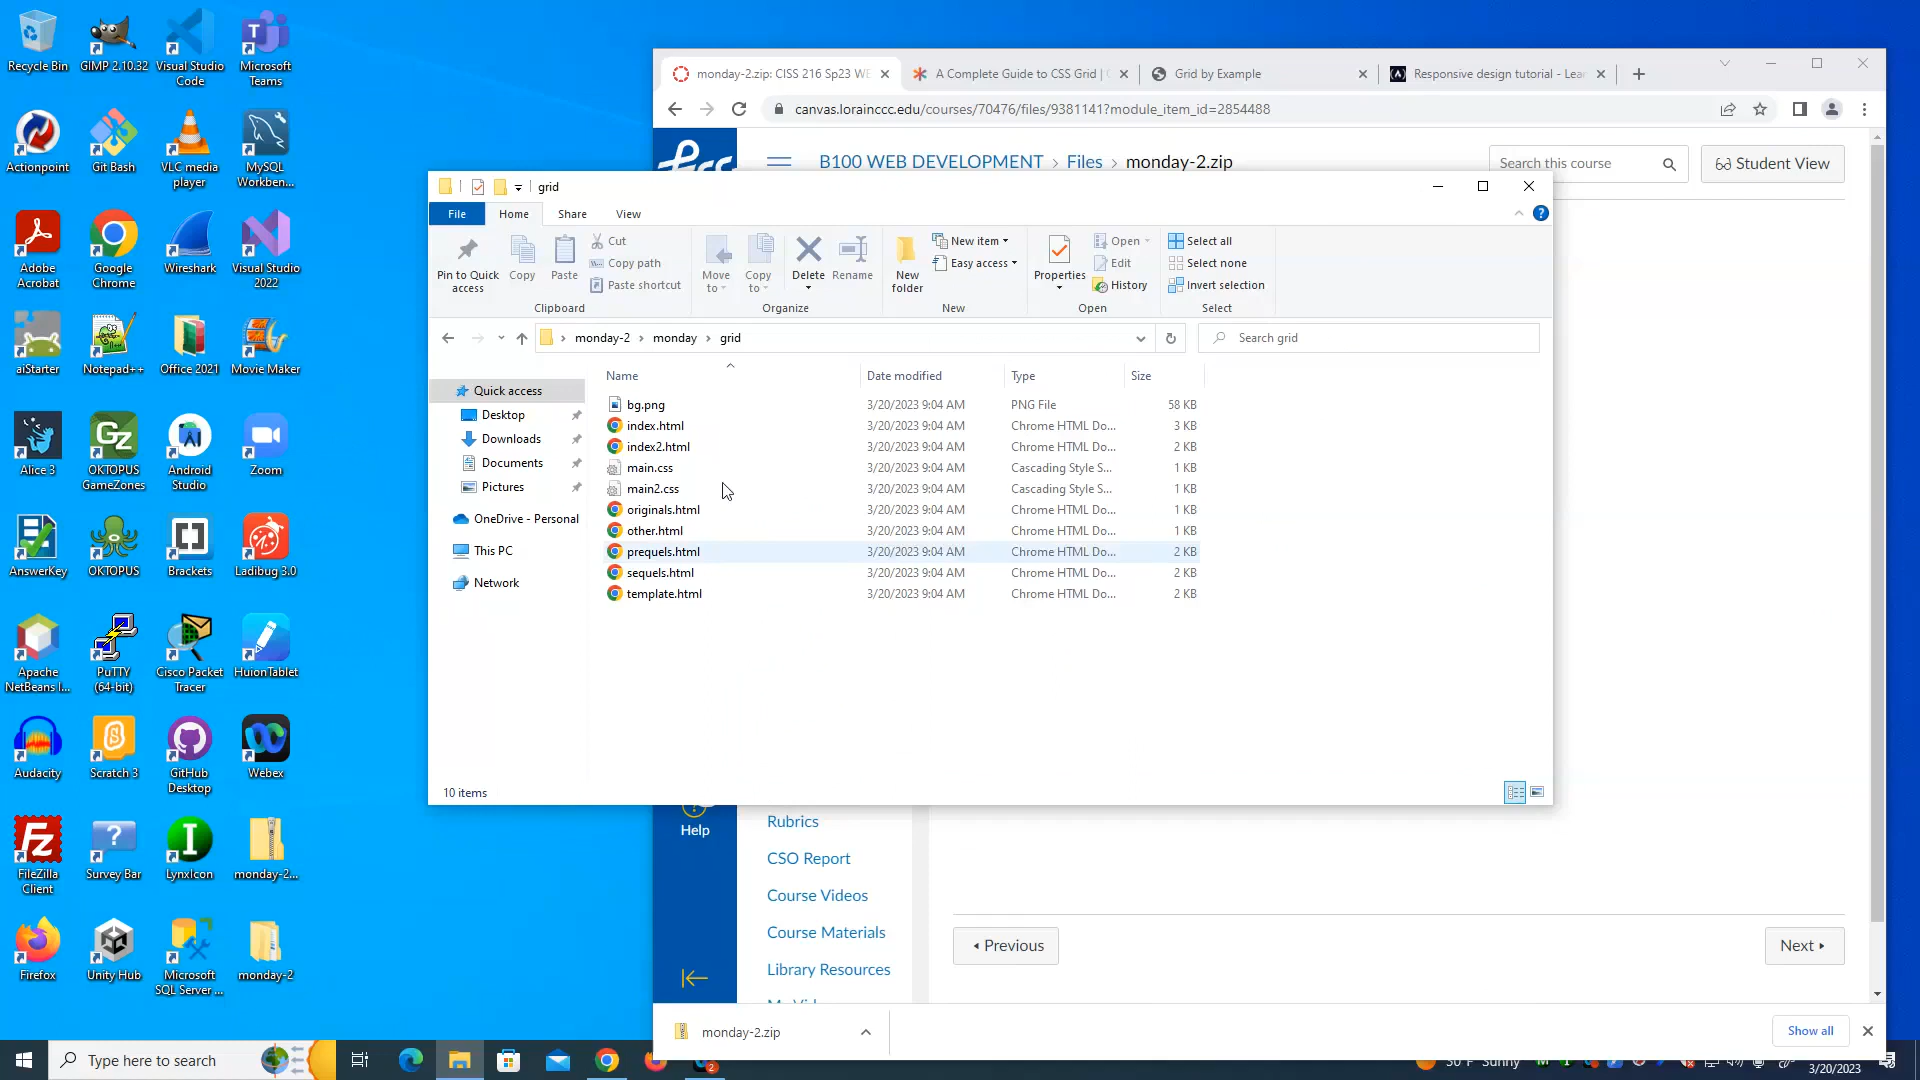 Recycle Bin
GIMP 2.10.32
Visual Studio
Code
Microsoft
Teams
Actionpoint
Git Bash
VLC media
player
MySQL
Workben...
Adobe
Acrobat
Google
Chrome
Wireshark
Visual Studio
2022
aiStarter
Notepad++
Office 2021
Movie Maker
Alice 3
OKTOPUS
GameZones
Android
Studio
Zoom
AnswerKey
OKTOPUS
Brackets
Ladibug 3.0
Apache
NetBeans I...
PuTTY
(64-bit)
Cisco Packet
Tracer
HuionTablet
Audacity
Scratch 3
GitHub
Desktop
Webex
FileZilla
Client
Survey Bar
LynxIcon
monday-2...
Firefox
Unity Hub
Microsoft
SQL Server ...
monday-2
monday-2.zip: CISS 216 Sp23 WE
A Complete Guide to CSS Grid |
Grid by Example
Responsive design tutorial - Lea
canvas.lorainccc.edu/courses/70476/files/9381141?module_item_id=2854488
B100 WEB DEVELOPMENT > Files > monday-2.zip
Search this course
Student View
grid
File
Home
Share
View
Pin to Quick
access
Copy
Paste
Cut
Copy path
Paste shortcut
Clipboard
Move
to
Copy
to
Delete
Rename
Organize
New
folder
New item
Easy access
New
Properties
Open
Edit
History
Open
Select all
Select none
Invert selection
Select
monday-2 > monday > grid
Search grid
Quick access
Desktop
Downloads
Documents
Pictures
OneDrive - Personal
This PC
Network
Name Date modified Type Size
bg.png 3/20/2023 9:04 AM PNG File 58 KB
index.html 3/20/2023 9:04 AM Chrome HTML Do... 3 KB
index2.html 3/20/2023 9:04 AM Chrome HTML Do... 2 KB
main.css 3/20/2023 9:04 AM Cascading Style S... 1 KB
main2.css 3/20/2023 9:04 AM Cascading Style S... 1 KB
originals.html 3/20/2023 9:04 AM Chrome HTML Do... 1 KB
other.html 3/20/2023 9:04 AM Chrome HTML Do... 1 KB
prequels.html 3/20/2023 9:04 AM Chrome HTML Do... 2 KB
sequels.html 3/20/2023 9:04 AM Chrome HTML Do... 2 KB
template.html 3/20/2023 9:04 AM Chrome HTML Do... 2 KB
10 items
Help
Rubrics
CSO Report
Course Videos
Course Materials
Library Resources
Previous
Next
monday-2.zip
Show all
Type here to search
2
Sunny
3/20/2023